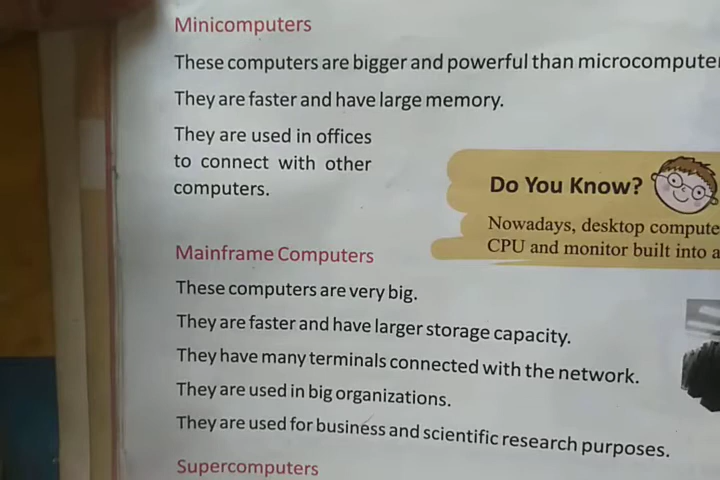 Minicomputers
These computers are bigger and powerful than
They are faster and have large memory.
They are used in offices
to connect with other
computers.
Do You Know?
Nowadays, desktop
CPU and monitor built into a
Mainframe Computers
These computers are very big.
They are faster and have larger storage capacity.
They have many terminals connected with the network.
They are used in big organizations.
They are used for business and scientific research purposes.
Supercomputers